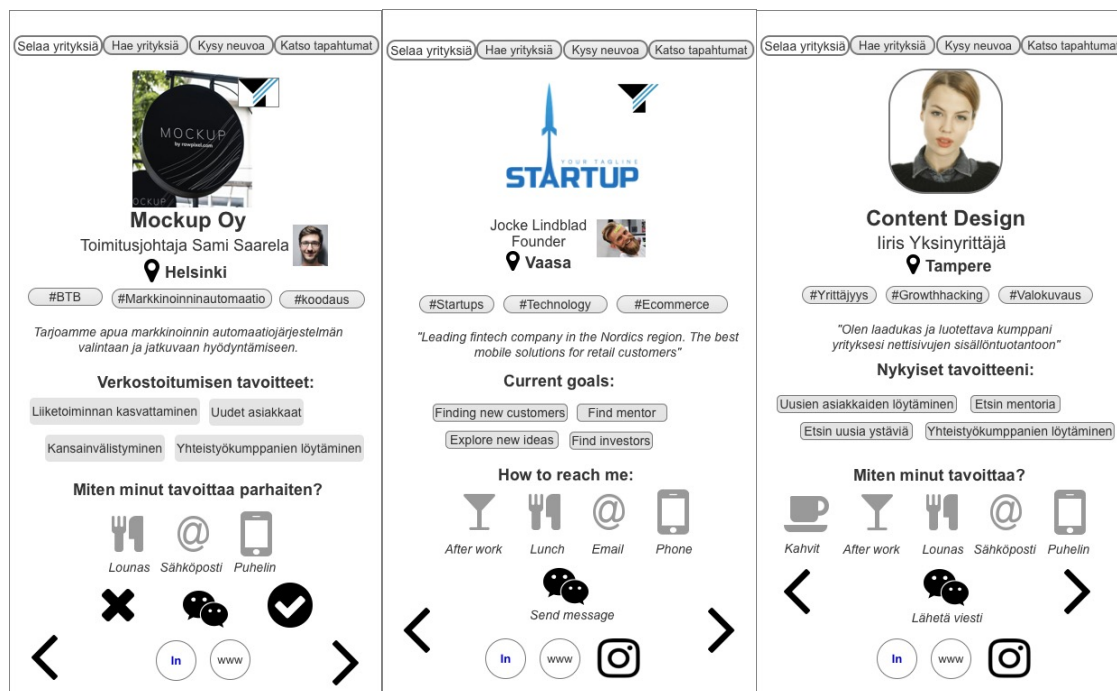 Selaa yrityksiä
Hae yrityksiä
Kysy neuvoa
Katso tapahtumat
MOCKUP
by rawpixel.com
OCKUP
Mockup Oy
Toimitusjohtaja Sami Saarela
Helsinki
#BTB
#Markkinoinninautomaatio
#koodaus
Tarjoamme apua markkinoinnin automaatiojärjestelmän
valintaan ja jatkuvaan hyödyntämiseen.
Verkostoitumisen tavoitteet:
Liiketoiminnan kasvattaminen
Uudet asiakkaat
Kansainvälistyminen
Yhteistyökumppanien löytäminen
Miten minut tavoittaa parhaiten?
Lounas
Sähköposti
Puhelin
In
www
Selaa yrityksiä
Hae yrityksiä
Kysy neuvoa
Katso tapahtumat
YOUR TAGLINE
STARTUP
Jocke Lindblad
Founder
Vaasa
#Startups
#Technology
#Ecommerce
"Leading fintech company in the Nordics region. The best
mobile solutions for retail customers"
Current goals:
Finding new customers
Find mentor
Explore new ideas
Find investors
How to reach me:
@
After work
Lunch
Email
Phone
Send message
In
www
Selaa yrityksiä
Hae yrityksiä
Kysy neuvoa
Katso tapahtumat
Content Design
Iiris Yksinyrittäjä
Tampere
#Yrittäjyys
#Growthhacking
#Valokuvaus
"Olen laadukas ja luotettava kumppani
yrityksesi nettisivujen sisällöntuotantoon"
Nykyiset tavoitteeni:
Uusien asiakkaiden löytäminen
Etsin mentoria
Etsin uusia ystäviä
Yhteistyökumppanien löytäminen
Miten minut tavoittaa?
@
Kahvit
After work
Lounas
Sähköposti
Puhelin
Lähetä viesti
In
www